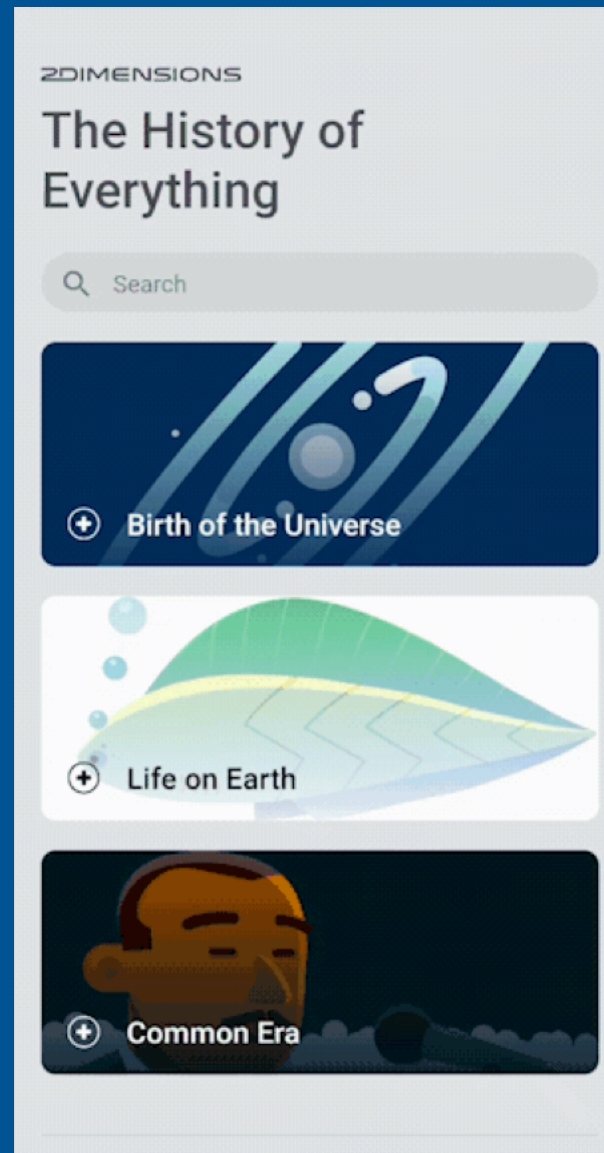 2DIMENSIONS
The History of
Everything
Search
Birth of the Universe
Life on Earth
Common Era